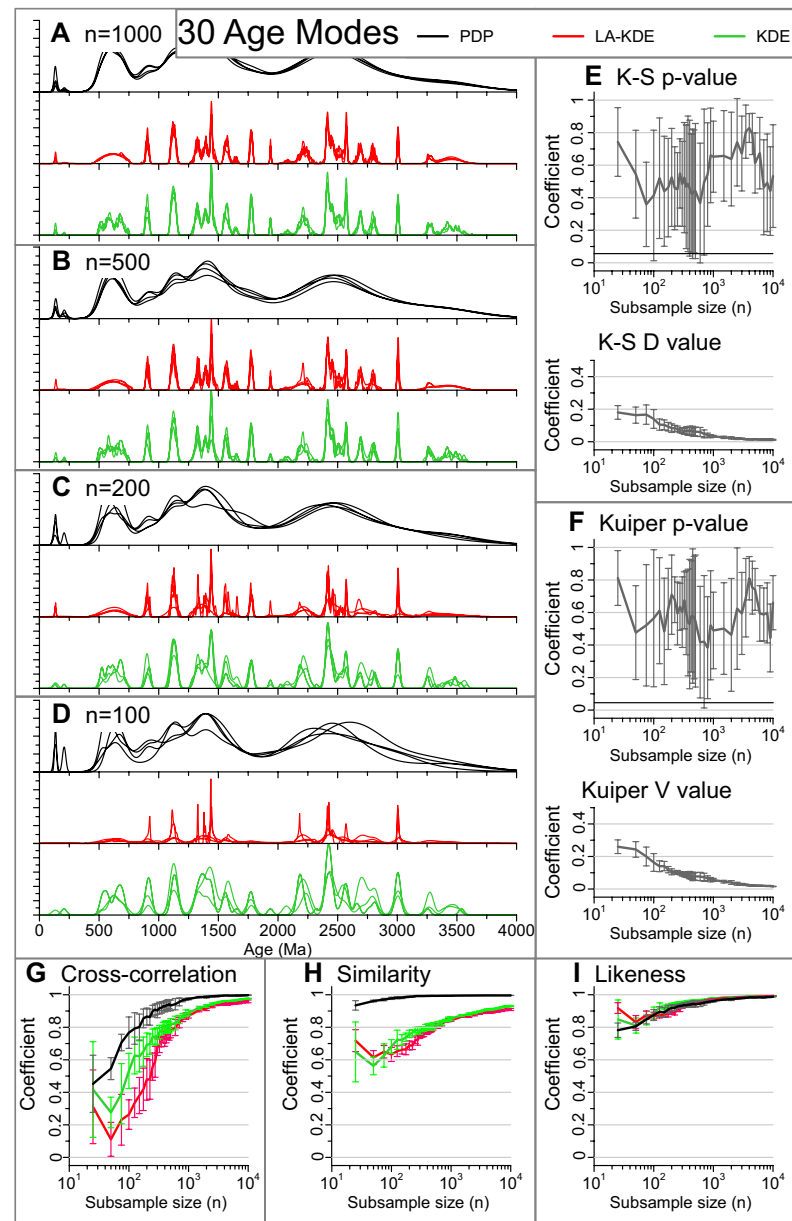 A n=1000
30 Age Modes PDP LA-KDE KDE
B n=500
C n=200
D n=100
0 500 1000 1500 2000 2500 3000 3500 4000
Age (Ma)
E K-S p-value
Coefficient
1
0.8
0.6
0.4
0.2
0
10^1 10^2 10^3 10^4
Subsample size (n)
K-S D value
Coefficient
0.4
0.2
0
10^1 10^2 10^3 10^4
Subsample size (n)
F Kuiper p-value
Coefficient
1
0.8
0.6
0.4
0.2
0
10^1 10^2 10^3 10^4
Subsample size (n)
Kuiper V value
Coefficient
0.4
0.2
0
10^1 10^2 10^3 10^4
Subsample size (n)
G Cross-correlation
Coefficient
1
0.8
0.6
0.4
0.2
0
10^1 10^2 10^3 10^4
Subsample size (n)
H Similarity
Coefficient
1
0.8
0.6
0.4
0.2
0
10^1 10^2 10^3 10^4
Subsample size (n)
I Likeness
Coefficient
1
0.8
0.6
0.4
0.2
0
10^1 10^2 10^3 10^4
Subsample size (n)